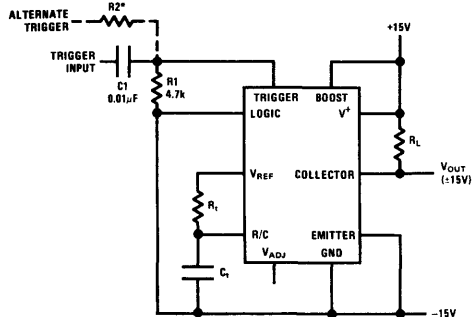 ALTERNATE
TRIGGER
R2*
TRIGGER
INPUT
C1
0.01μF
R1
4.7k
+15V
TRIGGER
BOOST
LOGIC
V+
RL
VREF
COLLECTOR
VOUT
(±15V)
Rt
R/C
EMITTER
VADJ
GND
Ct
−15V